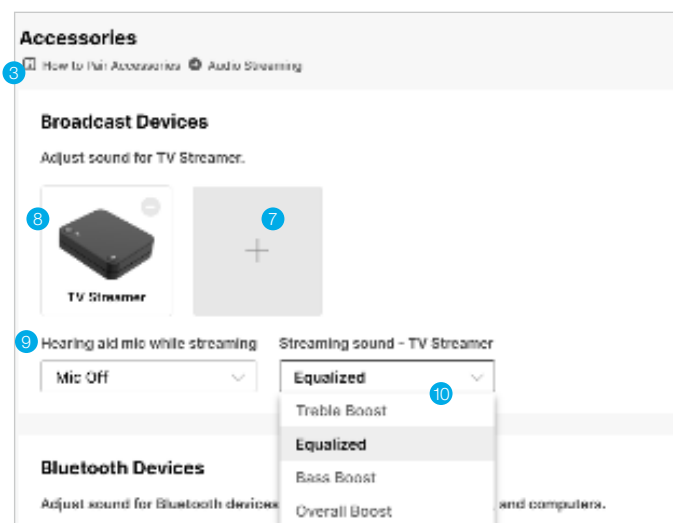 Accessories
3 How to Pair Accessories Audio Streaming
Broadcast Devices
Adjust sound for TV Streamer.
8 7
TV Streamer
9 Hearing aid mic while streaming Streaming sound - TV Streamer
Mic Off Equalized 10
Treble Boost
Equalized
Bluetooth Devices Bass Boost
Adjust sound for Bluetooth devices and computers.
Overall Boost